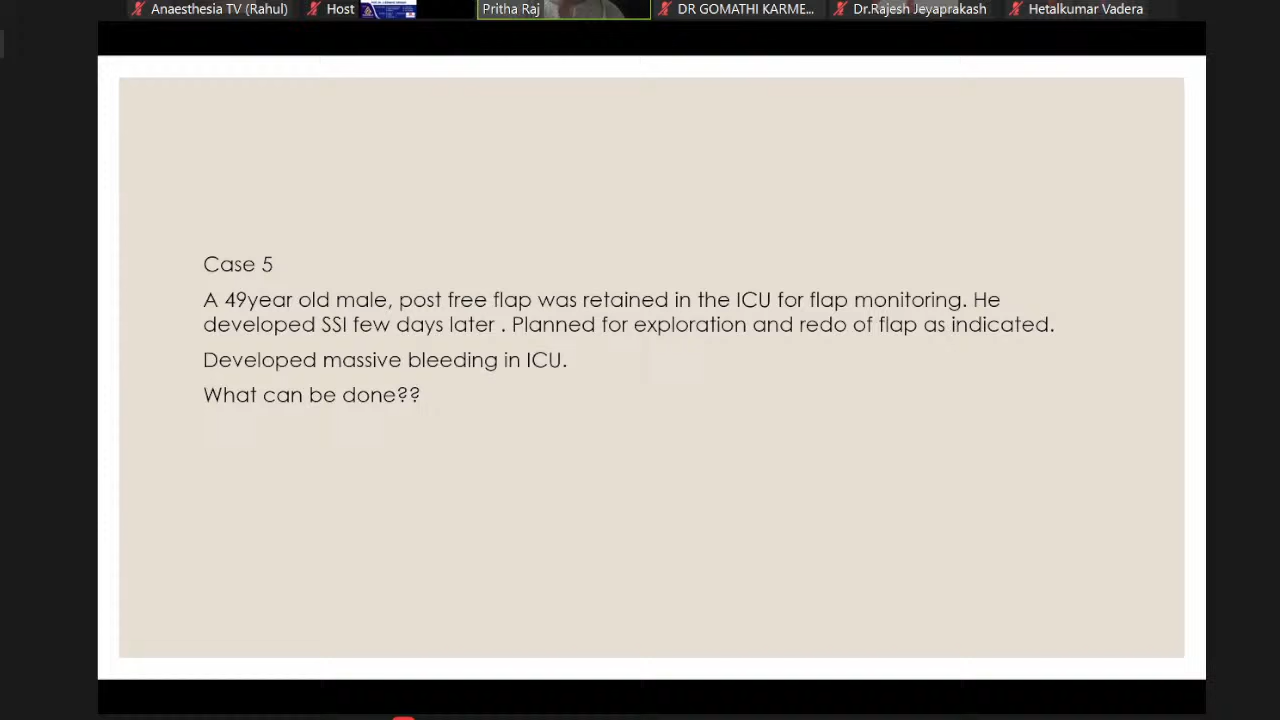 Anaesthesia TV (Rahul) Host Pritha Raj DR GOMATHI KARME... Dr.Rajesh Jeyaprakash Hetalkumar Vadera
Case 5
A 49year old male, post free flap was retained in the ICU for flap monitoring. He
developed SSI few days later . Planned for exploration and redo of flap as indicated.
Developed massive bleeding in ICU.
What can be done??